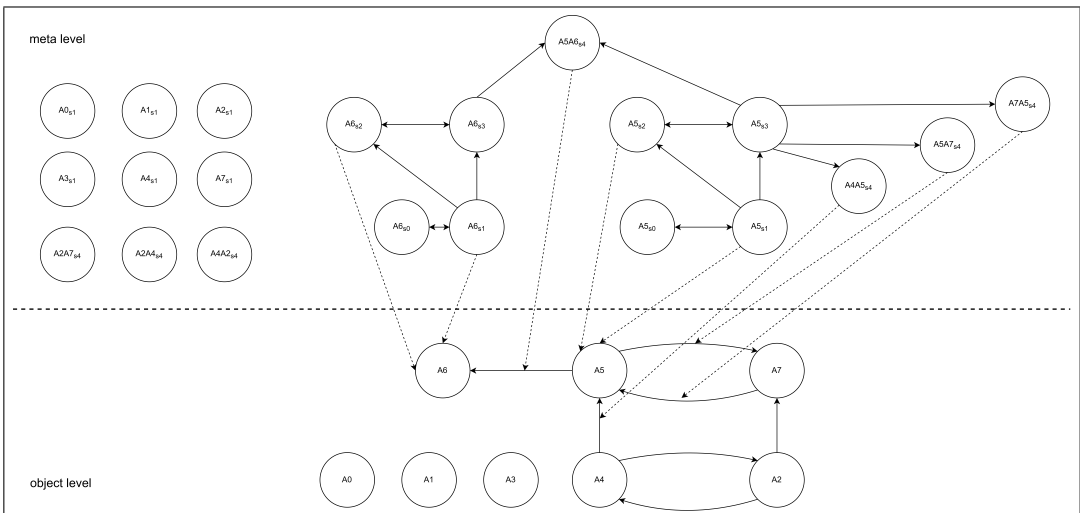 meta level
A5A6s4
A0s1 A1s1 A2s1
A6s2 A6s3 A5s2 A5s3 A7A5s4
A5A7s4
A3s1 A4s1 A7s1
A4A5s4
A6s0 A6s1 A5s0 A5s1
A2A7s4 A2A4s4 A4A2s4
A6 A5 A7
object level
A0 A1 A3 A4 A2